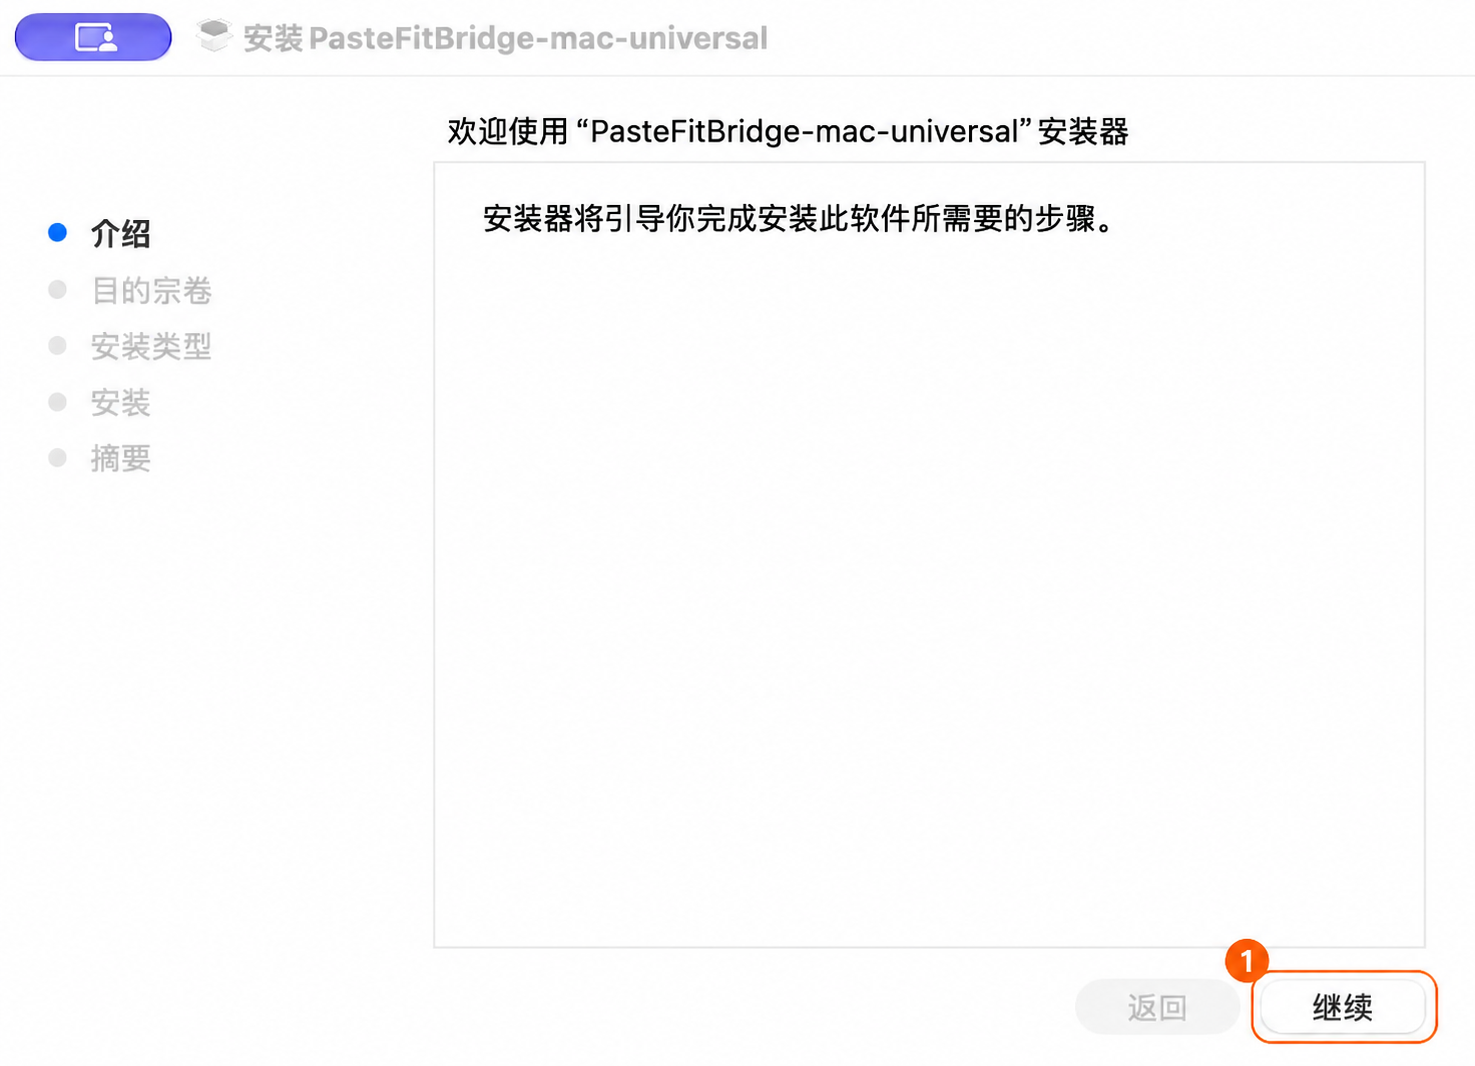 安装 PasteFitBridge-mac-universal
欢迎使用“PasteFitBridge-mac-universal”安装器
安装器将引导你完成安装此软件所需要的步骤。
介绍
目的宗卷
安装类型
安装
摘要
1
返回
继续